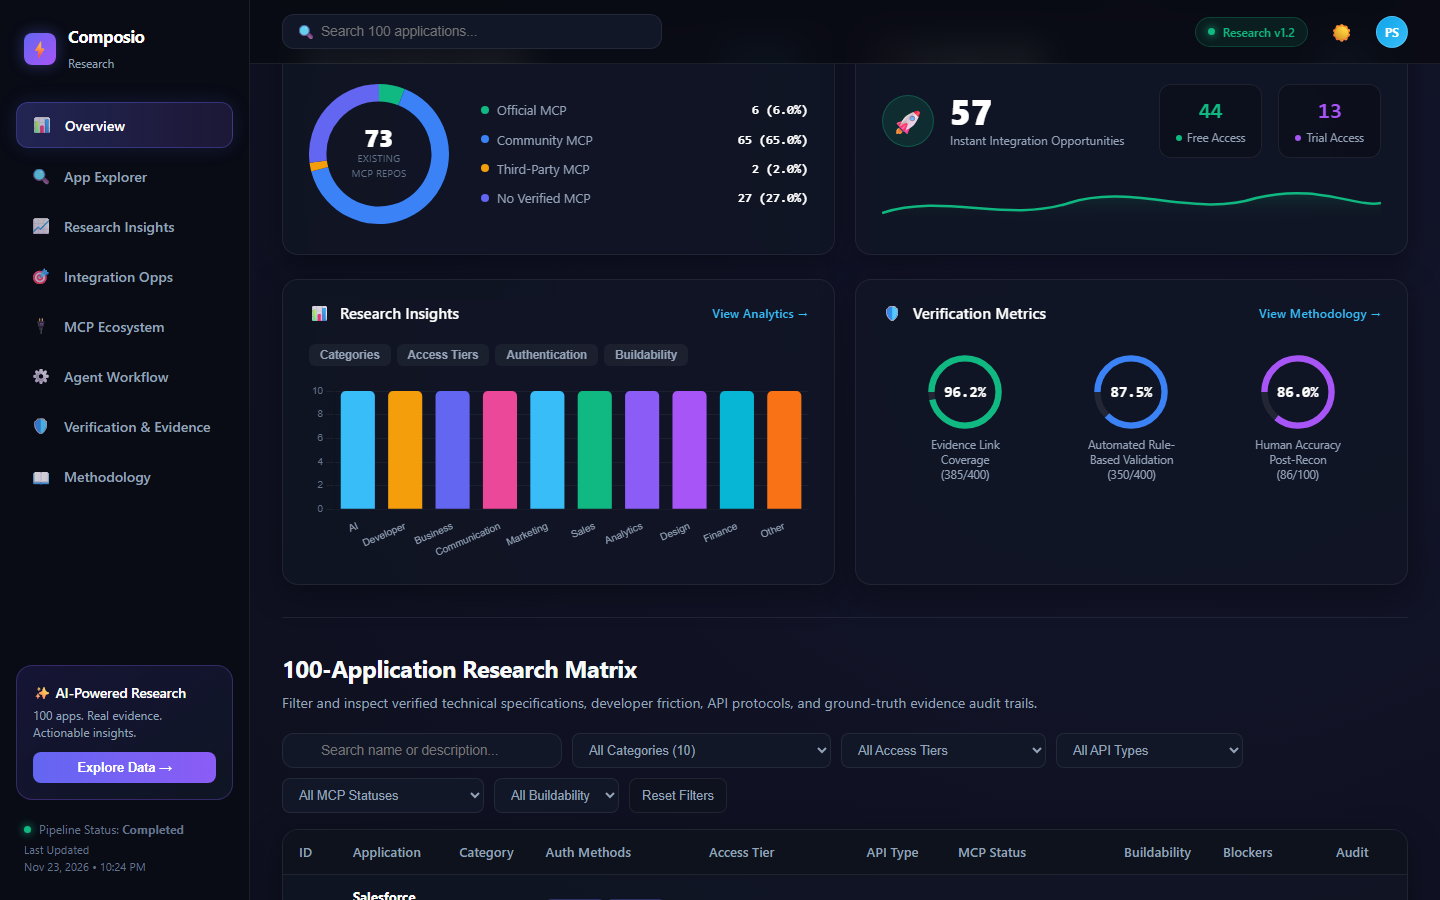 Composio
Research
Overview
App Explorer
Research Insights
Integration Opps
MCP Ecosystem
Agent Workflow
Verification & Evidence
Methodology
✨ AI-Powered Research
100 apps. Real evidence.
Actionable insights.
Explore Data →
Pipeline Status: Completed
Last Updated
Nov 23, 2026 • 10:24 PM
Search 100 applications...
Research v1.2
PS
73
EXISTING
MCP REPOS
Official MCP 6 (6.0%)
Community MCP 65 (65.0%)
Third-Party MCP 2 (2.0%)
No Verified MCP 27 (27.0%)
57
Instant Integration Opportunities
44
Free Access
13
Trial Access
Research Insights
View Analytics →
Categories Access Tiers Authentication Buildability
10
8
6
4
2
0
AI Developer Business Communication Marketing Sales Analytics Design Finance Other
Verification Metrics
View Methodology →
96.2%
Evidence Link
Coverage
(385/400)
87.5%
Automated Rule-
Based Validation
(350/400)
86.0%
Human Accuracy
Post-Recon
(86/100)
100-Application Research Matrix
Filter and inspect verified technical specifications, developer friction, API protocols, and ground-truth evidence audit trails.
Search name or description... All Categories (10) All Access Tiers All API Types
All MCP Statuses All Buildability Reset Filters
ID Application Category Auth Methods Access Tier API Type MCP Status Buildability Blockers Audit
Salesforce